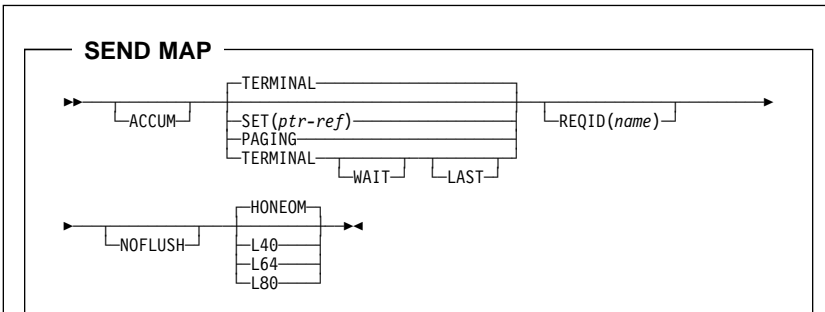 SEND MAP
TERMINAL
ACCUM
SET(ptr-ref)
REQID(name)
PAGING
TERMINAL
WAIT
LAST
HONEOM
NOFLUSH
L40
L64
L80